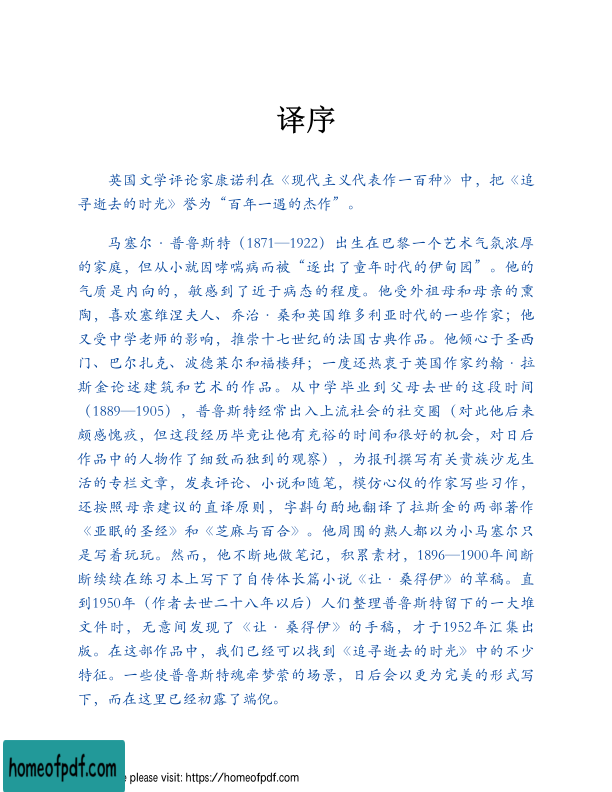 译序
英国文学评论家康诺利在《现代主义代表作一百种》中，把《追
寻逝去的时光》誉为“百年一遇的杰作”。
马塞尔·普鲁斯特（1871—1922）出生在巴黎一个艺术气氛浓厚
的家庭，但从小就因哮喘病而被“逐出了童年时代的伊甸园”。他的
气质是内向的，敏感到了近于病态的程度。他受外祖母和母亲的熏
陶，喜欢塞维涅夫人、乔治·桑和英国维多利亚时代的一些作家；他
又受中学老师的影响，推崇十七世纪的法国古典作品。他倾心于圣西
门、巴尔扎克、波德莱尔和福楼拜；一度还热衷于英国作家约翰·拉
斯金论述建筑和艺术的作品。从中学毕业到父母去世的这段时间
（1889—1905），普鲁斯特经常出入上流社会的社交圈（对此他后来
颇感愧疚，但这段经历毕竟让他有充裕的时间和很好的机会，对日后
作品中的人物作了细致而独到的观察），为报刊撰写有关贵族沙龙生
活的专栏文章，发表评论、小说和随笔，模仿心仪的作家写些习作，
还按照母亲建议的直译原则，字斟句酌地翻译了拉斯金的两部著作
《亚眠的圣经》和《芝麻与百合》。他周围的熟人都以为小马塞尔只
是写着玩玩。然而，他不断地做笔记，积累素材，1896—1900年间断
断续续在练习本上写下了自传体长篇小说《让·桑得伊》的草稿。直
到1950年（作者去世二十八年以后）人们整理普鲁斯特留下的一大堆
文件时，无意间发现了《让·桑得伊》的手稿，才于1952年汇集出
版。在这部作品中，我们已经可以找到《追寻逝去的时光》中的不少
特征。一些使普鲁斯特魂牵梦萦的场景，日后会以更为完美的形式写
下，而在这里已经初露了端倪。
homeofpdf.com
e please visit: https://homeofpdf.com